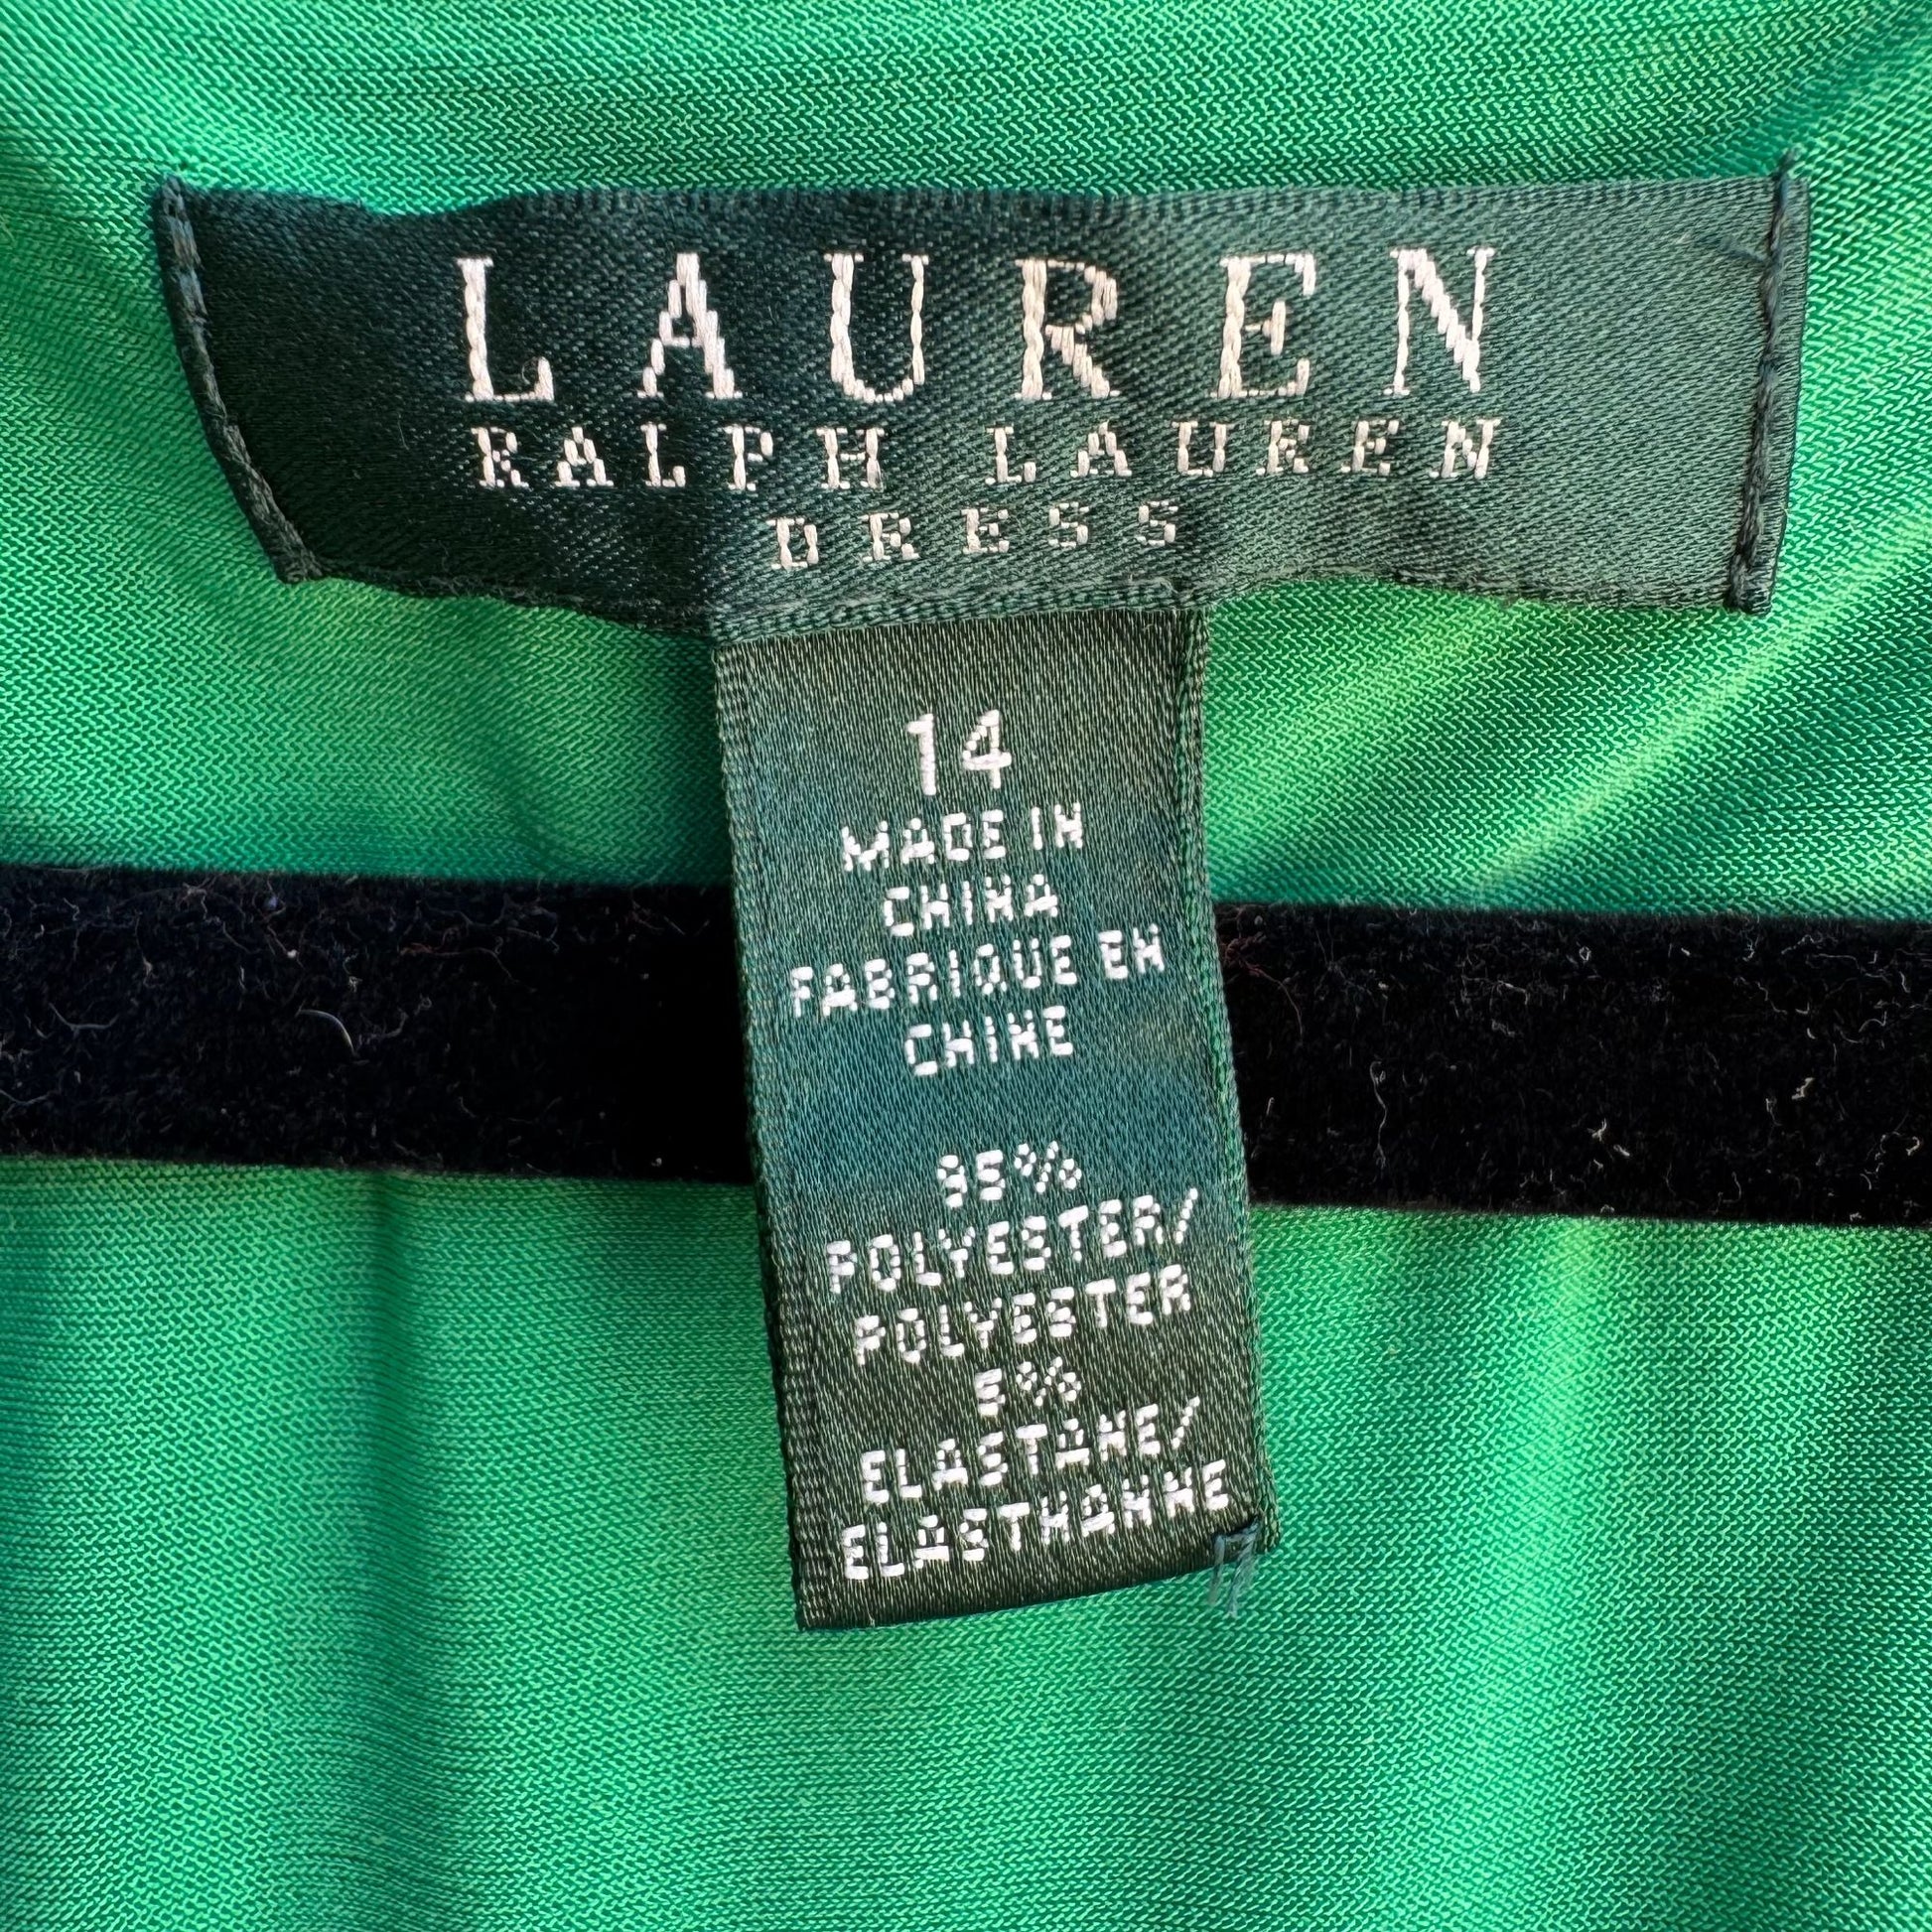 LAUREN
RALPH LAUREN
DRESS
14
MADE IN
CHINA
FABRIQUE EN
CHINE
95%
POLYESTER/
POLYESTER
5%
ELASTANE/
ELASTHANNE